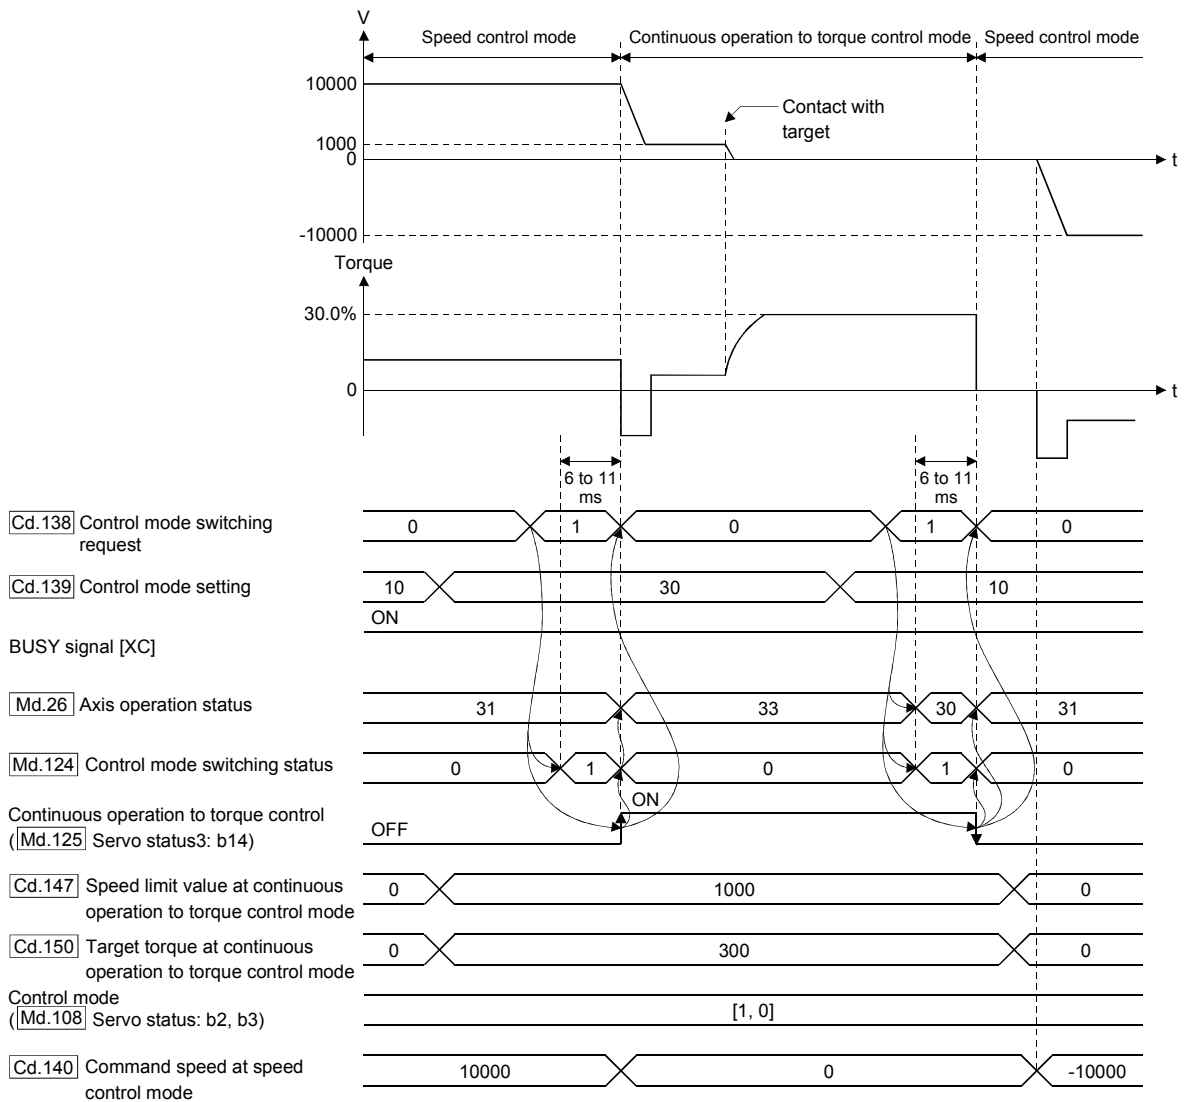 V
Speed control mode
Continuous operation to torque control mode
Speed control mode
10000
Contact with
target
1000
0
t
-10000
Torque
30.0%
0
t
6 to 11
ms
6 to 11
ms
Cd.138 Control mode switching
request
0 1 0 1 0
Cd.139 Control mode setting
10 30 10
ON
BUSY signal [XC]
Md.26 Axis operation status
31 33 30 31
Md.124 Control mode switching status
0 1 0 1 0
Continuous operation to torque control
(Md.125 Servo status3: b14)
OFF
ON
Cd.147 Speed limit value at continuous
operation to torque control mode
0 1000 0
Cd.150 Target torque at continuous
operation to torque control mode
0 300 0
Control mode
(Md.108 Servo status: b2, b3)
[1, 0]
Cd.140 Command speed at speed
control mode
10000 0 -10000